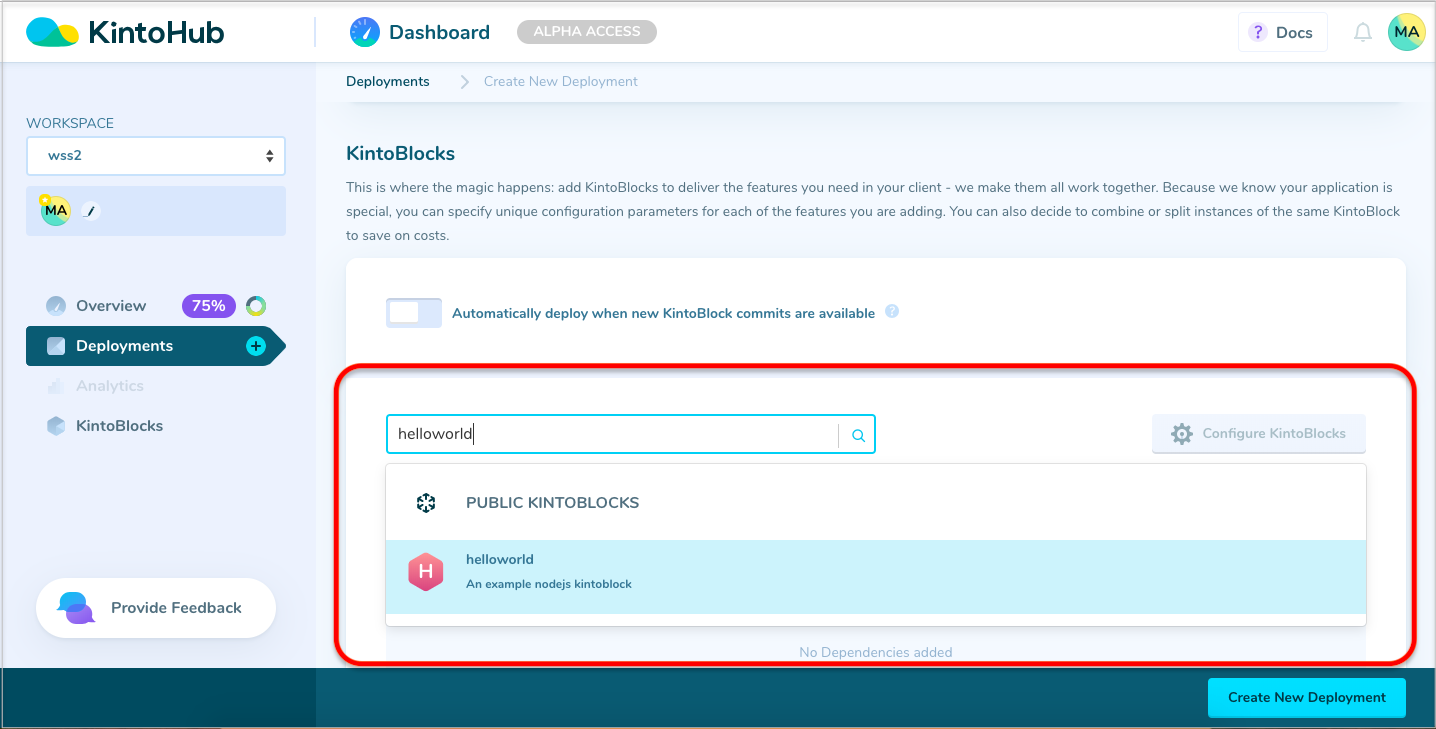 KintoHub
Dashboard
ALPHA ACCESS
? Docs
MA
Deployments
Create New Deployment
WORKSPACE
wss2
MA
Overview
75%
Deployments
Analytics
KintoBlocks
Provide Feedback
KintoBlocks
This is where the magic happens: add KintoBlocks to deliver the features you need in your client - we make them all work together. Because we know your application is
special, you can specify unique configuration parameters for each of the features you are adding. You can also decide to combine or split instances of the same KintoBlock
to save on costs.
Automatically deploy when new KintoBlock commits are available ?
helloworld
Configure KintoBlocks
PUBLIC KINTOBLOCKS
H
helloworld
An example nodejs kintoblock
No Dependencies added
Create New Deployment